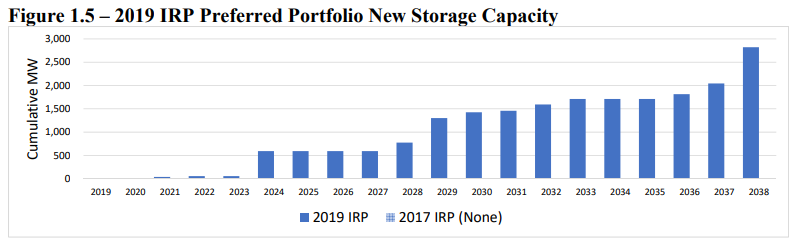 Figure 1.5 – 2019 IRP Preferred Portfolio New Storage Capacity
Cumulative MW
3,000
2,500
2,000
1,500
1,000
500
0
2019 2020 2021 2022 2023 2024 2025 2026 2027 2028 2029 2030 2031 2032 2033 2034 2035 2036 2037 2038
2019 IRP 2017 IRP (None)